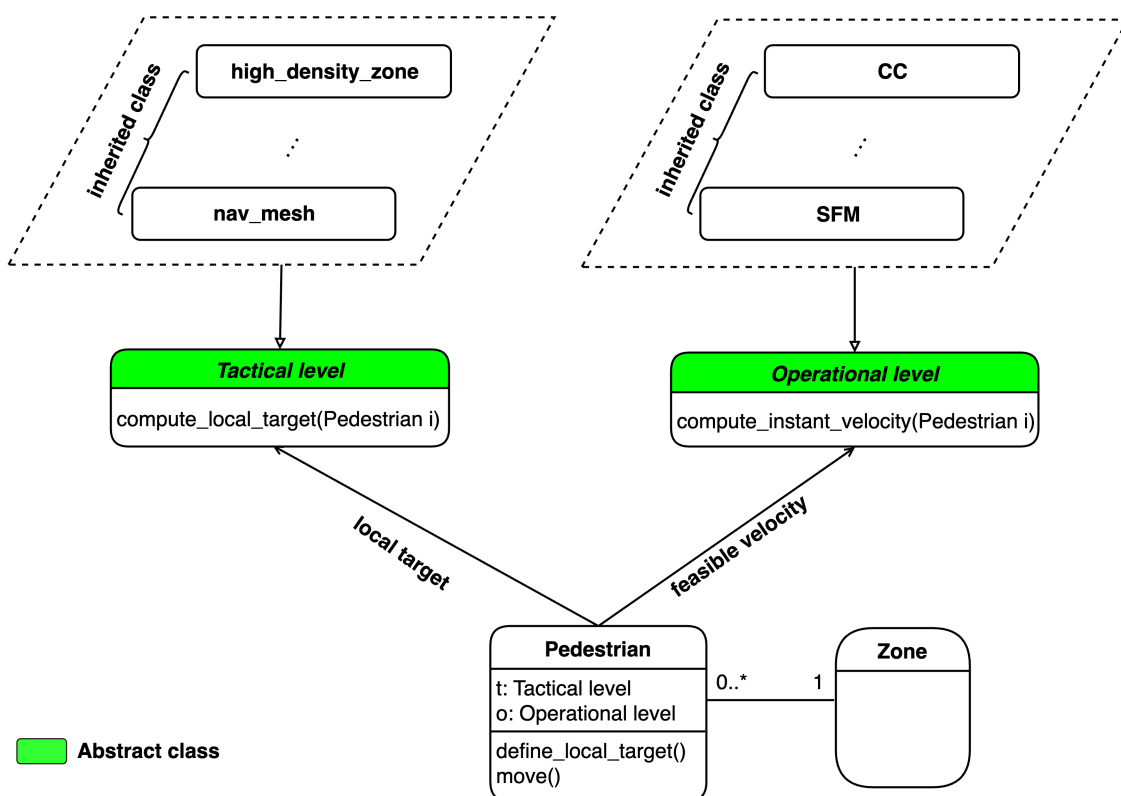 high_density_zone
CC
inherited class
inherited class
nav_mesh
SFM
Tactical level
Operational level
compute_local_target(Pedestrian i)
compute_instant_velocity(Pedestrian i)
local target
feasible velocity
Pedestrian
Zone
t: Tactical level
o: Operational level
0..*
1
define_local_target()
move()
Abstract class